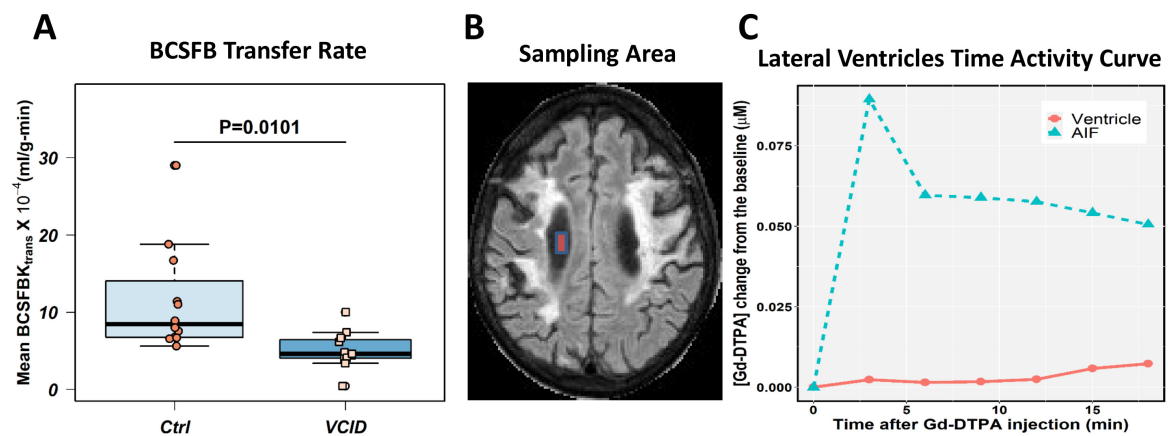 A
BCSFB Transfer Rate
Mean BCSFBKtrans X 10⁻⁴(ml/g-min)
30
20
10
0
P=0.0101
Ctrl
VCID
B
Sampling Area
C
Lateral Ventricles Time Activity Curve
[Gd-DTPA] change from the baseline (μM)
0.075
0.050
0.025
0.000
Ventricle
AIF
0
5
10
15
Time after Gd-DTPA injection (min)